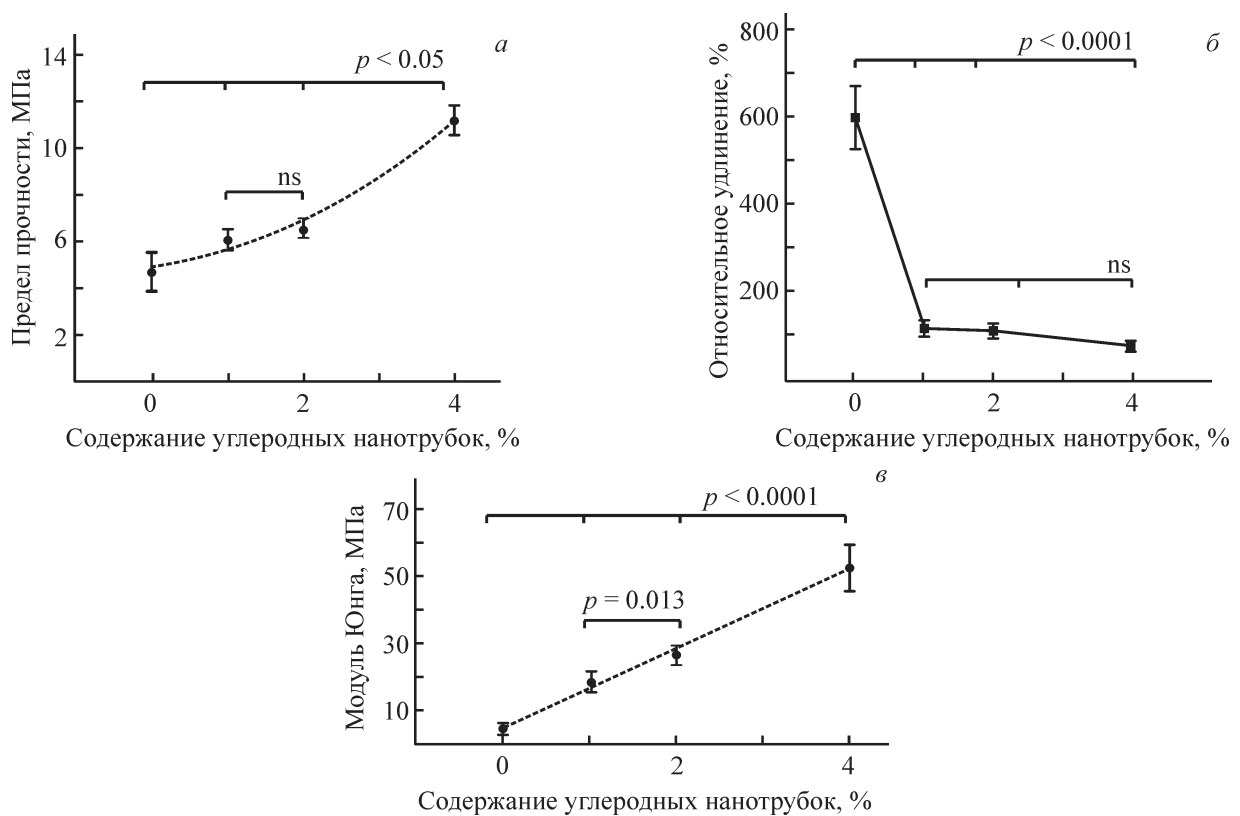 а
p < 0.05
14
10
6
2
ns
Предел прочности, МПа
0 2 4
Содержание углеродных нанотрубок, %
б
p < 0.0001
800
600
400
200
ns
Относительное удлинение, %
0 2 4
Содержание углеродных нанотрубок, %
в
p < 0.0001
70
50
30
10
p = 0.013
Модуль Юнга, МПа
0 2 4
Содержание углеродных нанотрубок, %